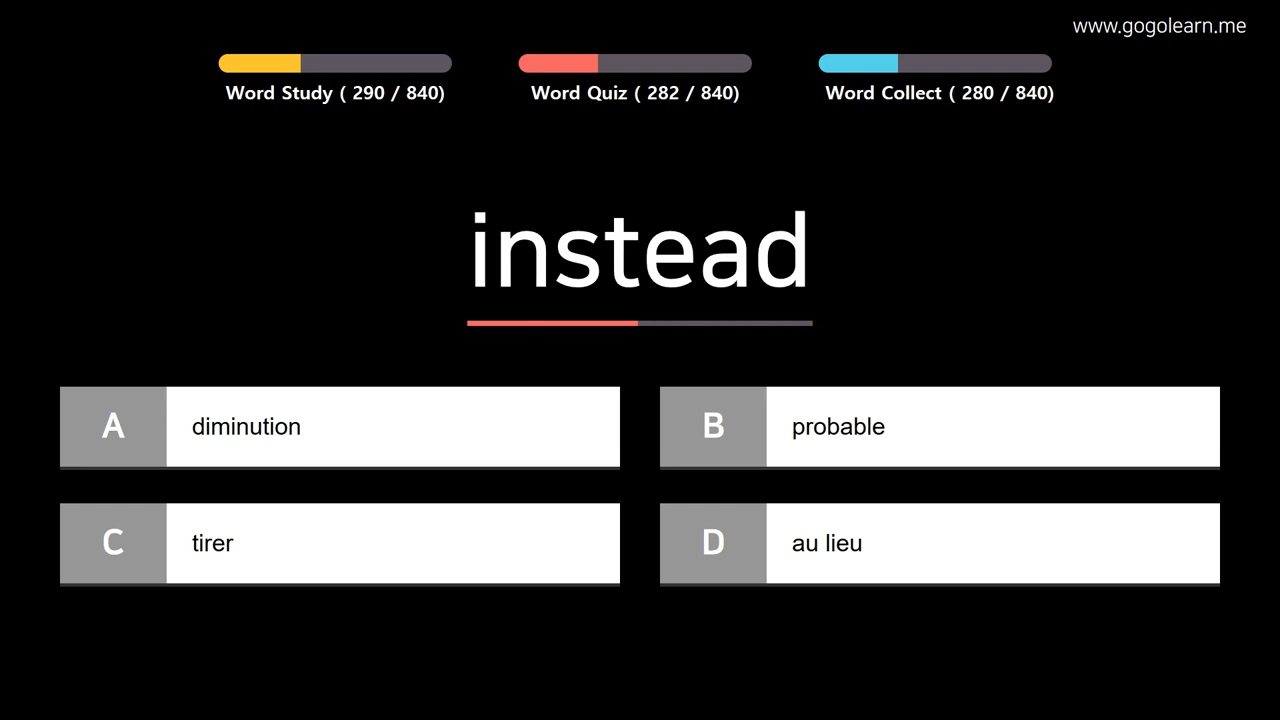 www.gogolearn.me
Word Study ( 290 / 840)
Word Quiz ( 282 / 840)
Word Collect ( 280 / 840)
instead
A diminution
B probable
C tirer
D au lieu